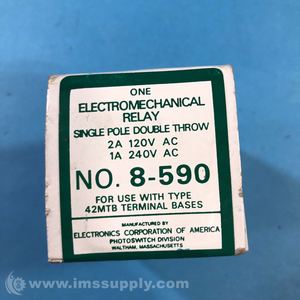 ONE
ELECTROMECHANICAL
RELAY
SINGLE POLE DOUBLE THROW
2A 120V AC
1A 240V AC
NO. 8-590
FOR USE WITH TYPE
42MTB TERMINAL BASES
MANUFACTURED BY
ELECTRONICS CORPORATION OF AMERICA
PHOTOSWITCH DIVISION
WALTHAM, MASSACHUSETTS
© www.imssupply.com